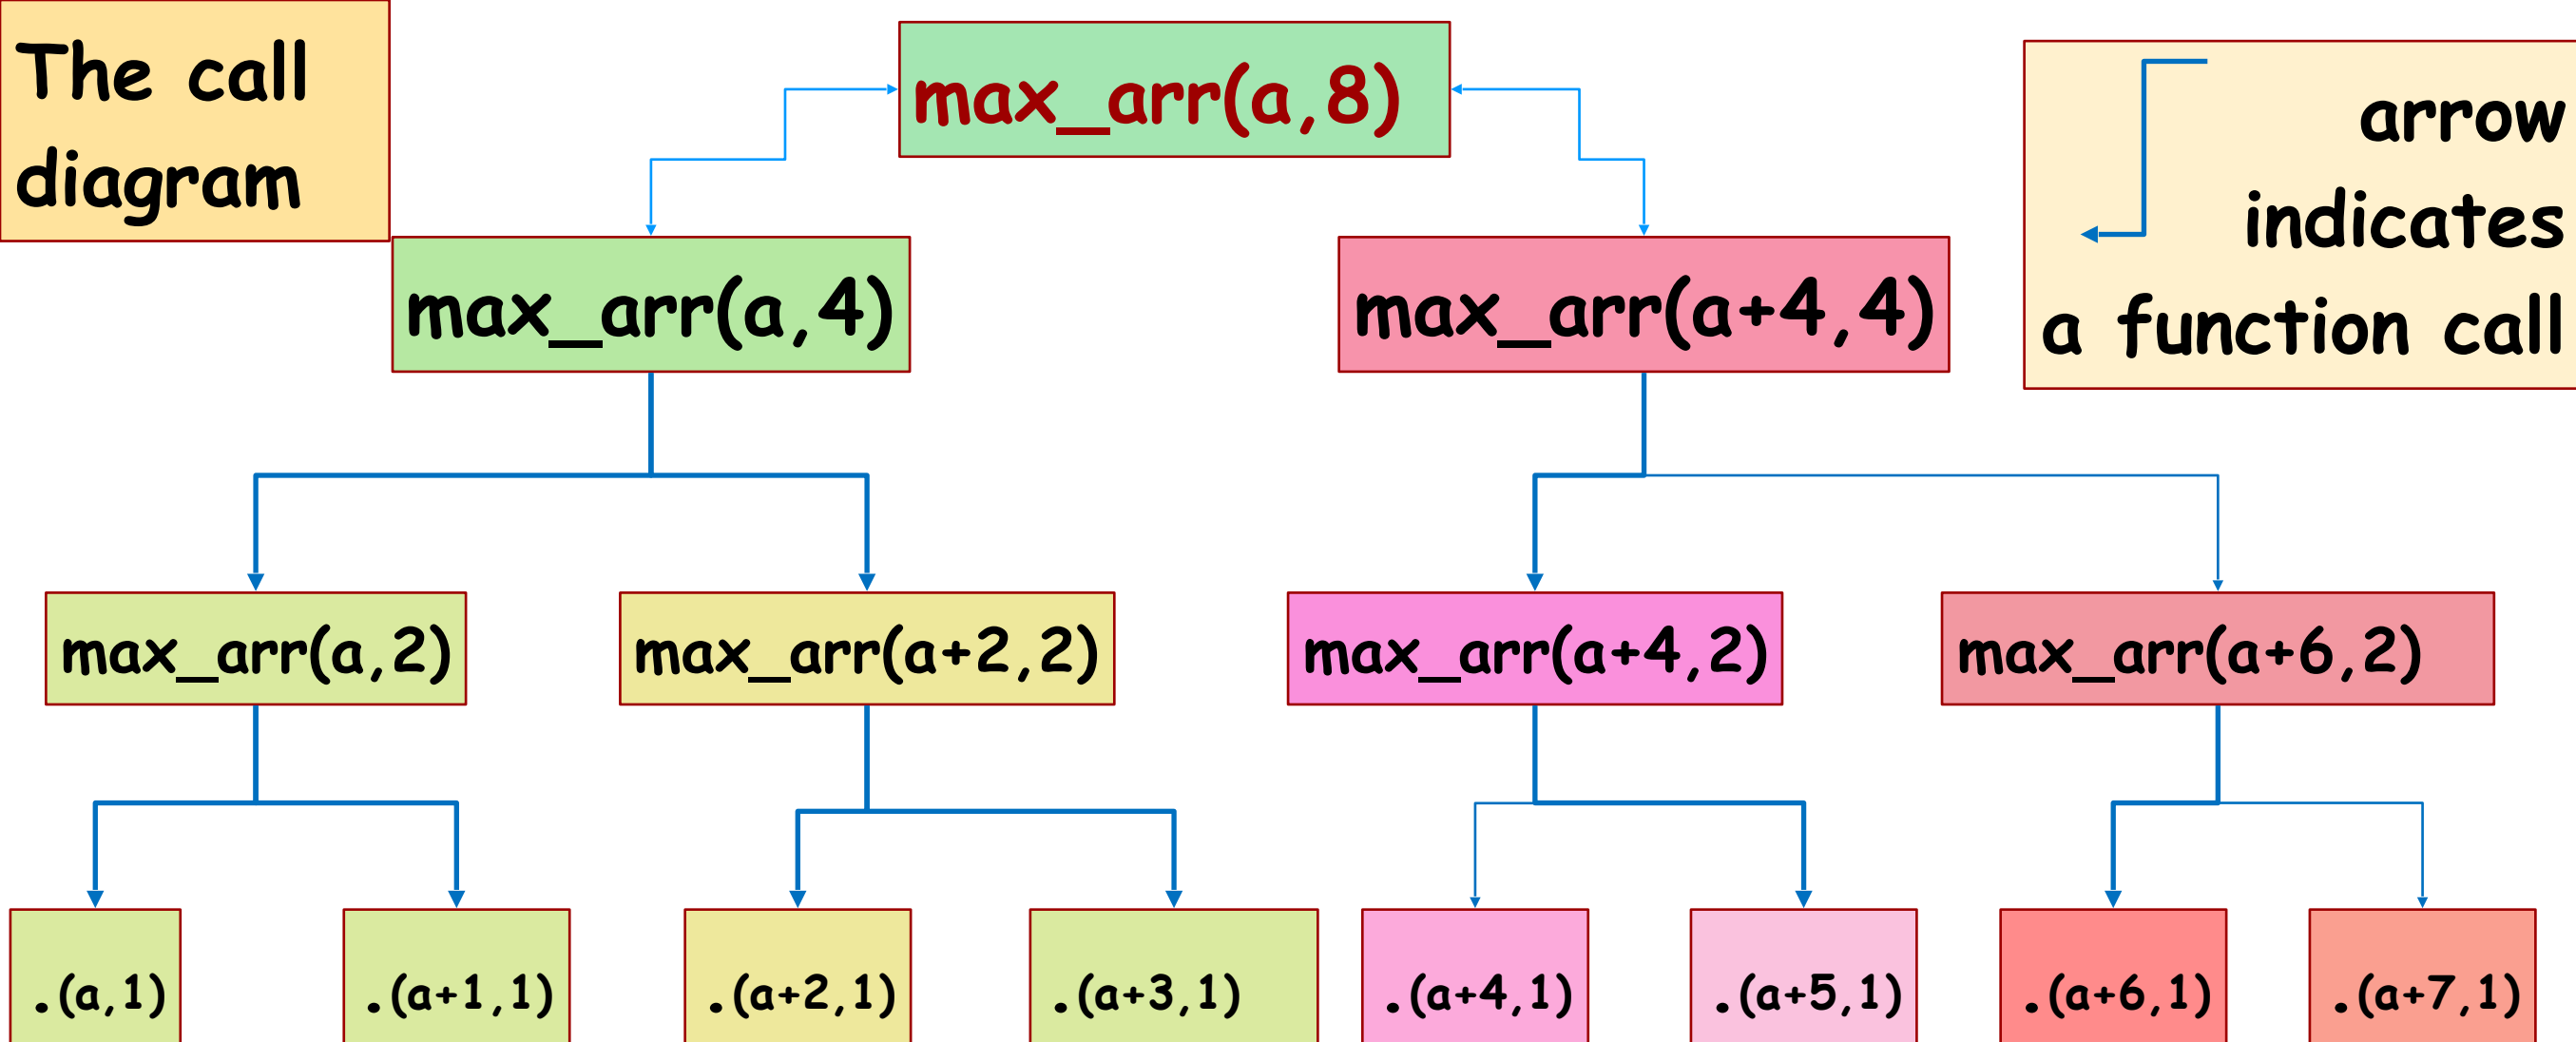 The call
diagram
max_arr(a,8)
arrow
indicates
a function call
max_arr(a,4)
max_arr(a+4,4)
max_arr(a,2)
max_arr(a+2,2)
max_arr(a+4,2)
max_arr(a+6,2)
.(a,1)
.(a+1,1)
.(a+2,1)
.(a+3,1)
.(a+4,1)
.(a+5,1)
.(a+6,1)
.(a+7,1)